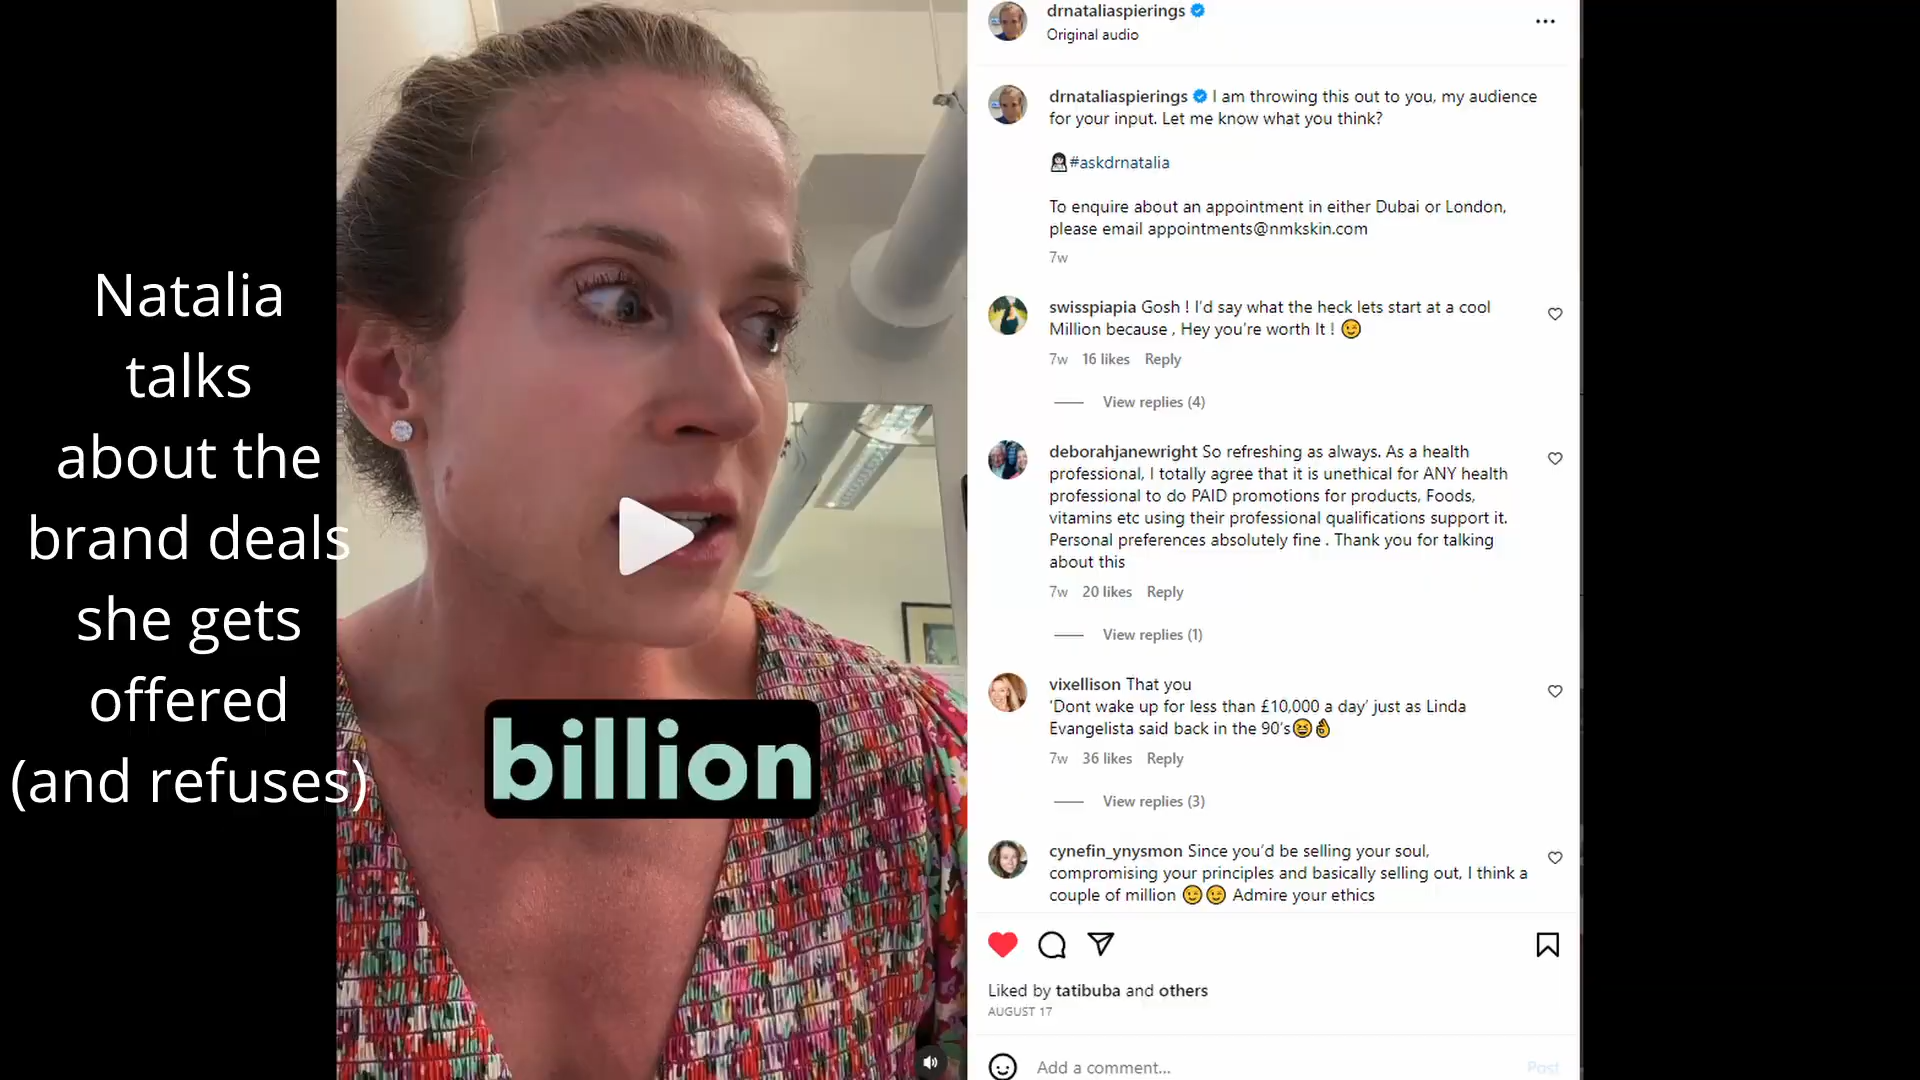 Natalia
talks
about the
brand deals
she gets
offered
(and refuses)
billion
drnataliaspierings
Original audio
drnataliaspierings I am throwing this out to you, my audience
for your input. Let me know what you think?
#askdrnatalia
To enquire about an appointment in either Dubai or London,
please email appointments@nmkskin.com
7w
swisspiapia Gosh ! I'd say what the heck lets start at a cool
Million because , Hey you're worth It ! 😉
7w 16 likes Reply
View replies (4)
deborahjanewright So refreshing as always. As a health
professional, I totally agree that it is unethical for ANY health
professional to do PAID promotions for products, Foods,
vitamins etc using their professional qualifications support it.
Personal preferences absolutely fine . Thank you for talking
about this
7w 20 likes Reply
View replies (1)
vixellison That you
'Dont wake up for less than £10,000 a day' just as Linda
Evangelista said back in the 90's😆👌
7w 36 likes Reply
View replies (3)
cynefin_ynysmon Since you'd be selling your soul,
compromising your principles and basically selling out, I think a
couple of million 😉😉 Admire your ethics
Liked by tatibuba and others
AUGUST 17
Add a comment...
Post